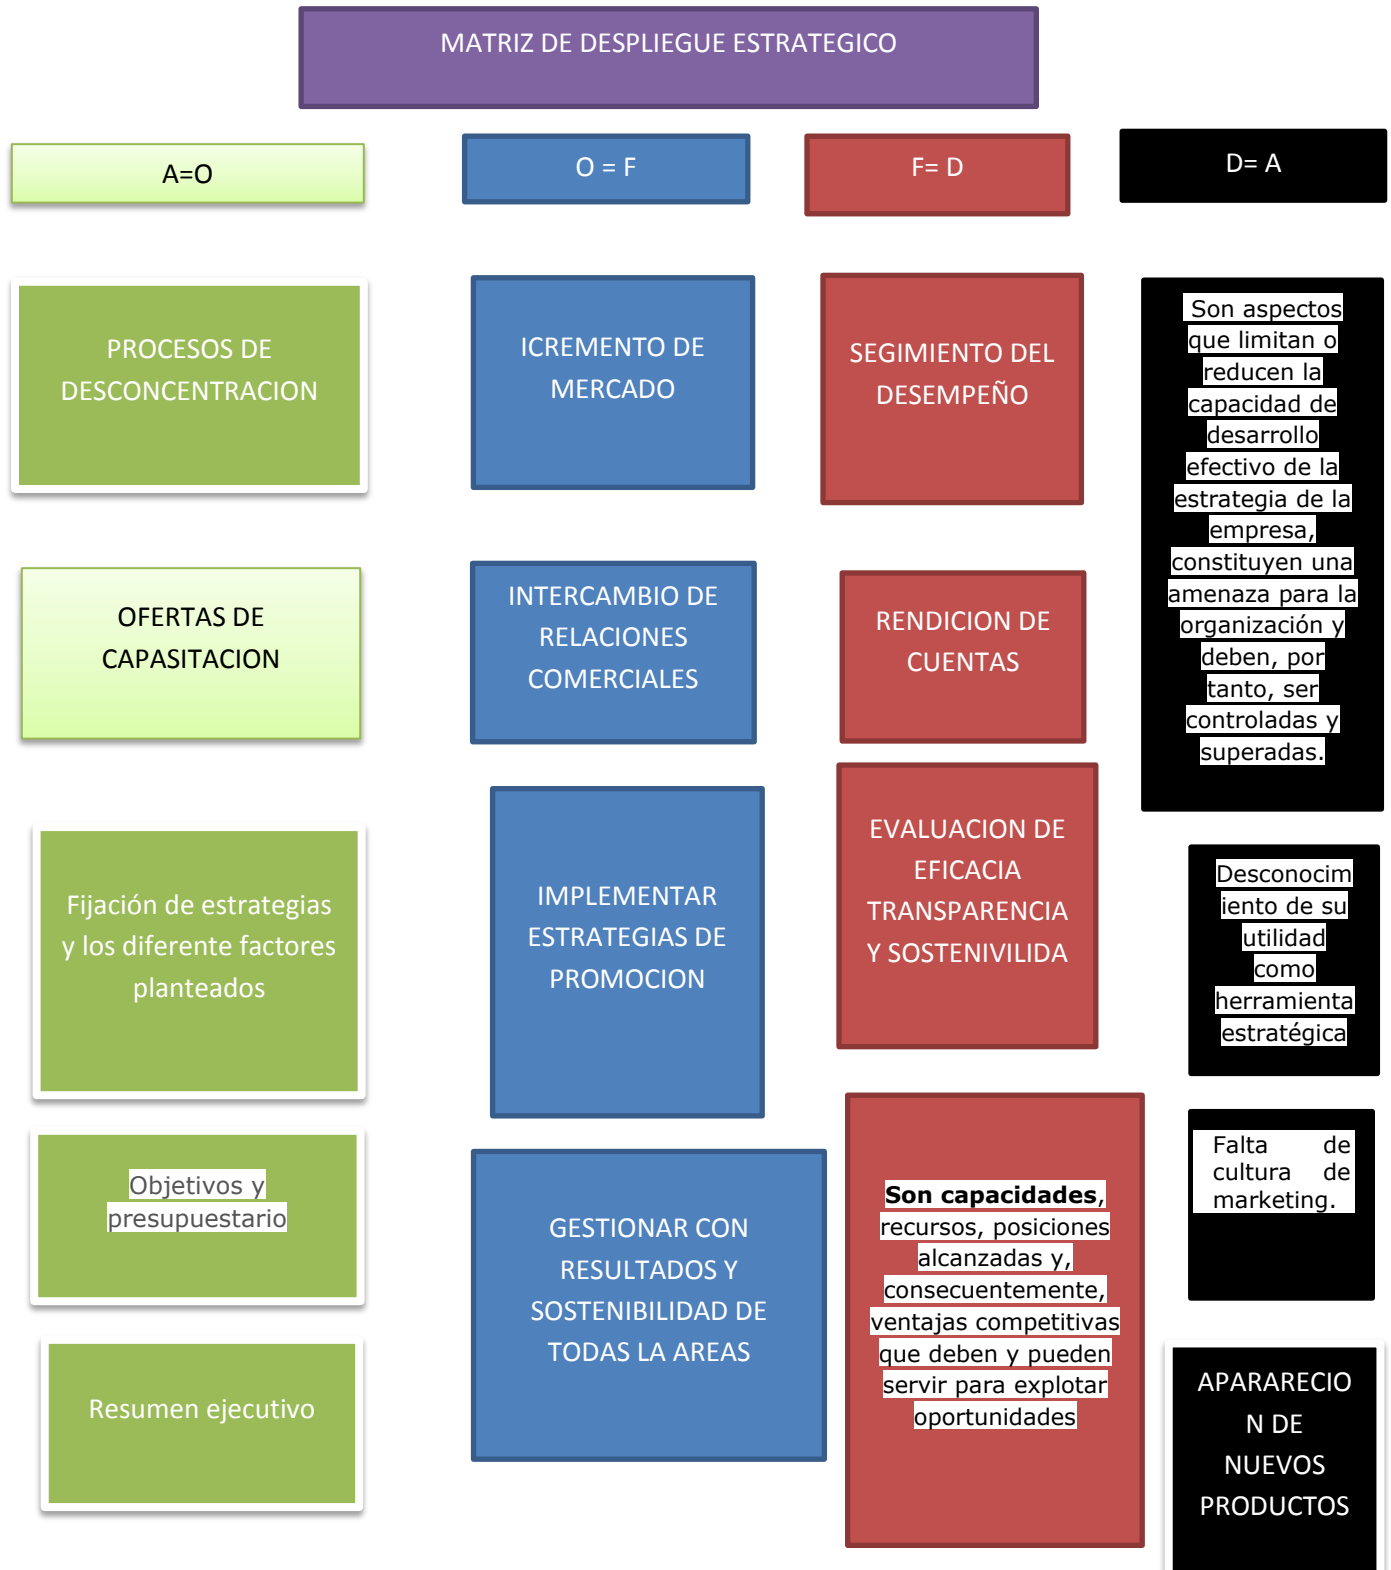 MATRIZ DE DESPLIEGUE ESTRATEGICO
A=O
O = F
F= D
D= A
PROCESOS DE
DESCONCENTRACION
OFERTAS DE
CAPASITACION
Fijación de estrategias
y los diferente factores
planteados
Objetivos y
presupuestario
Resumen ejecutivo
ICREMENTO DE
MERCADO
INTERCAMBIO DE
RELACIONES
COMERCIALES
IMPLEMENTAR
ESTRATEGIAS DE
PROMOCION
GESTIONAR CON
RESULTADOS Y
SOSTENIBILIDAD DE
TODAS LA AREAS
SEGIMIENTO DEL
DESEMPEÑO
RENDICION DE
CUENTAS
EVALUACION DE
EFICACIA
TRANSPARENCIA
Y SOSTENIVILIDA
Son capacidades,
recursos, posiciones
alcanzadas y,
consecuentemente,
ventajas competitivas
que deben y pueden
servir para explotar
oportunidades
Son aspectos
que limitan o
reducen la
capacidad de
desarrollo
efectivo de la
estrategia de la
empresa,
constituyen una
amenaza para la
organización y
deben, por
tanto, ser
controladas y
superadas.
Desconocim
iento de su
utilidad
como
herramienta
estratégica
Falta de
cultura de
marketing.
APARARECIO
N DE
NUEVOS
PRODUCTOS